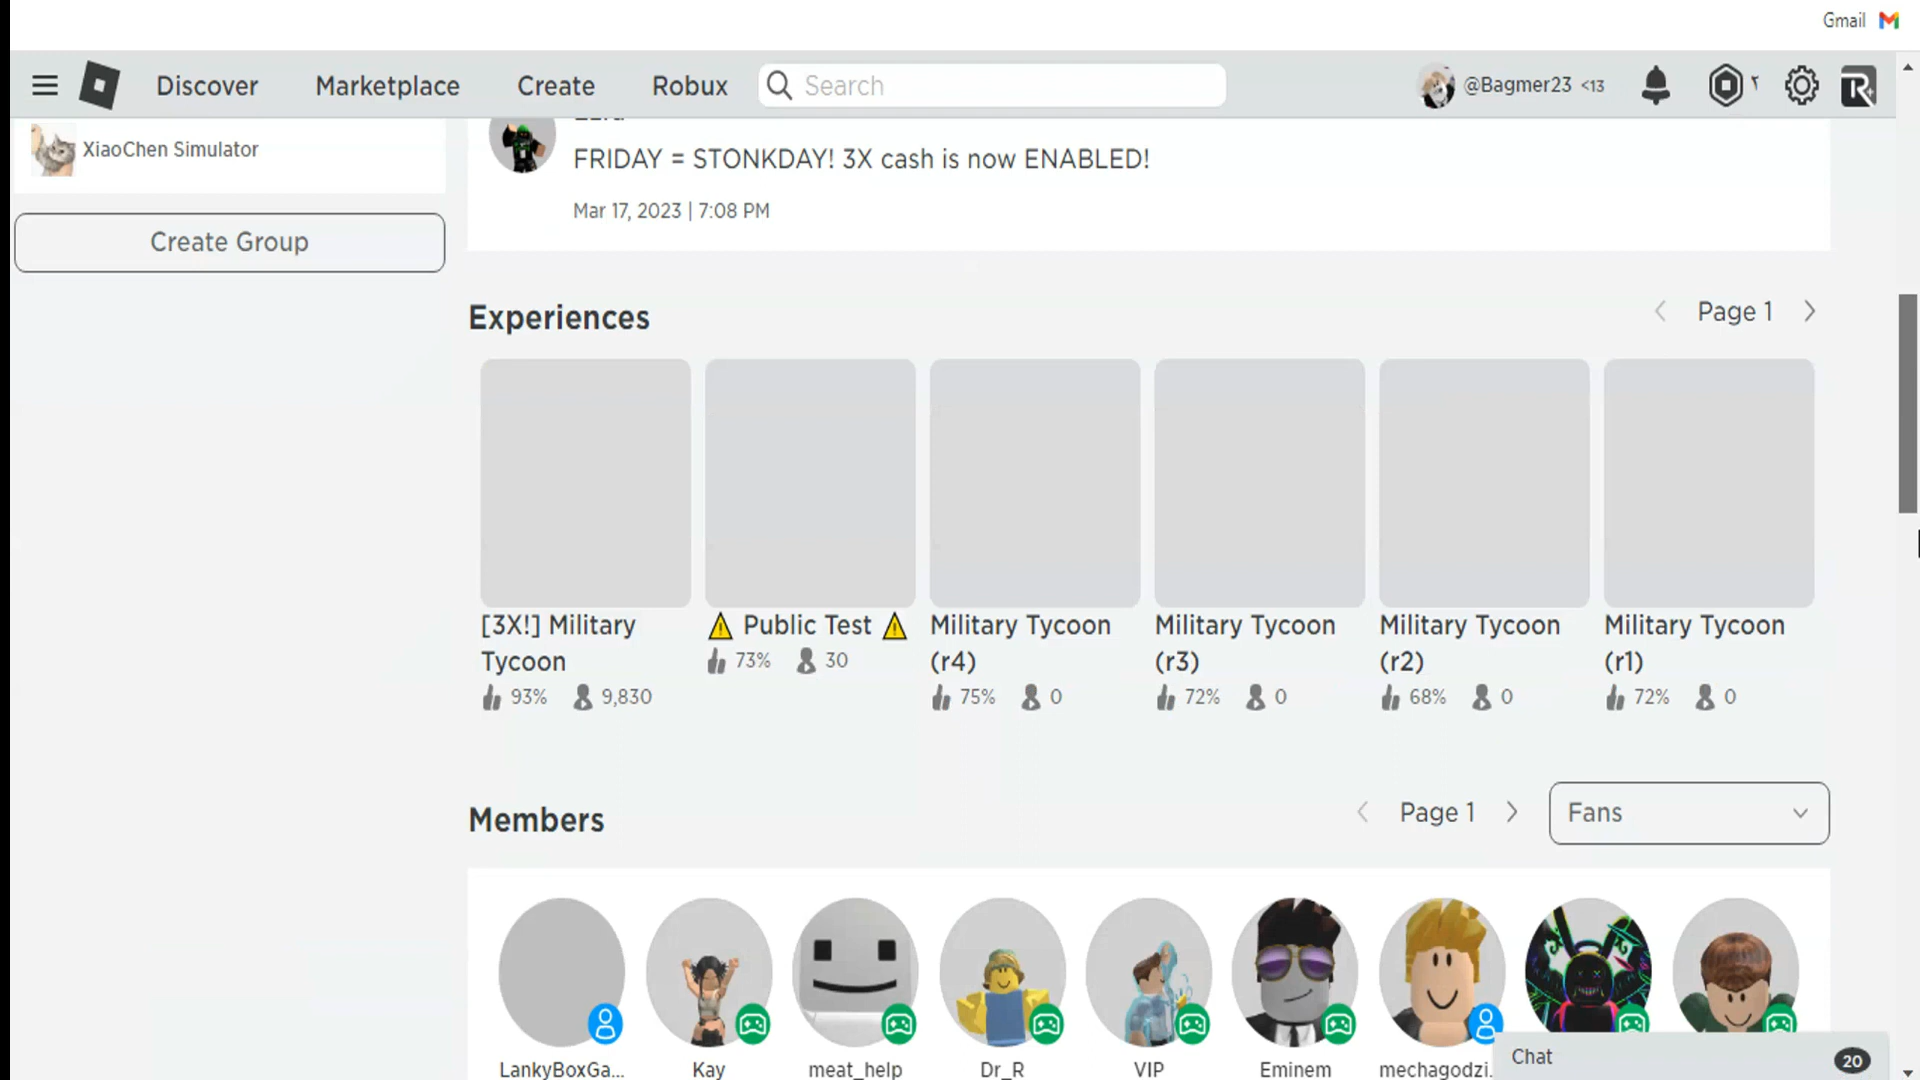 Gmail
Discover
Marketplace
Create
Robux
Search
@Bagmer23 <13
٢
XiaoChen Simulator
FRIDAY = STONKDAY! 3X cash is now ENABLED!
Mar 17, 2023 | 7:08 PM
Create Group
Experiences
Page 1
[3X!] Military
Tycoon
93% 9,830
Public Test
73% 30
Military Tycoon
(r4)
75% 0
Military Tycoon
(r3)
72% 0
Military Tycoon
(r2)
68% 0
Military Tycoon
(r1)
72% 0
Members
Page 1
Fans
LankyBoxGa...
Kay
meat_help
Dr_R
VIP
Eminem
mechagodzi...
Chat
20